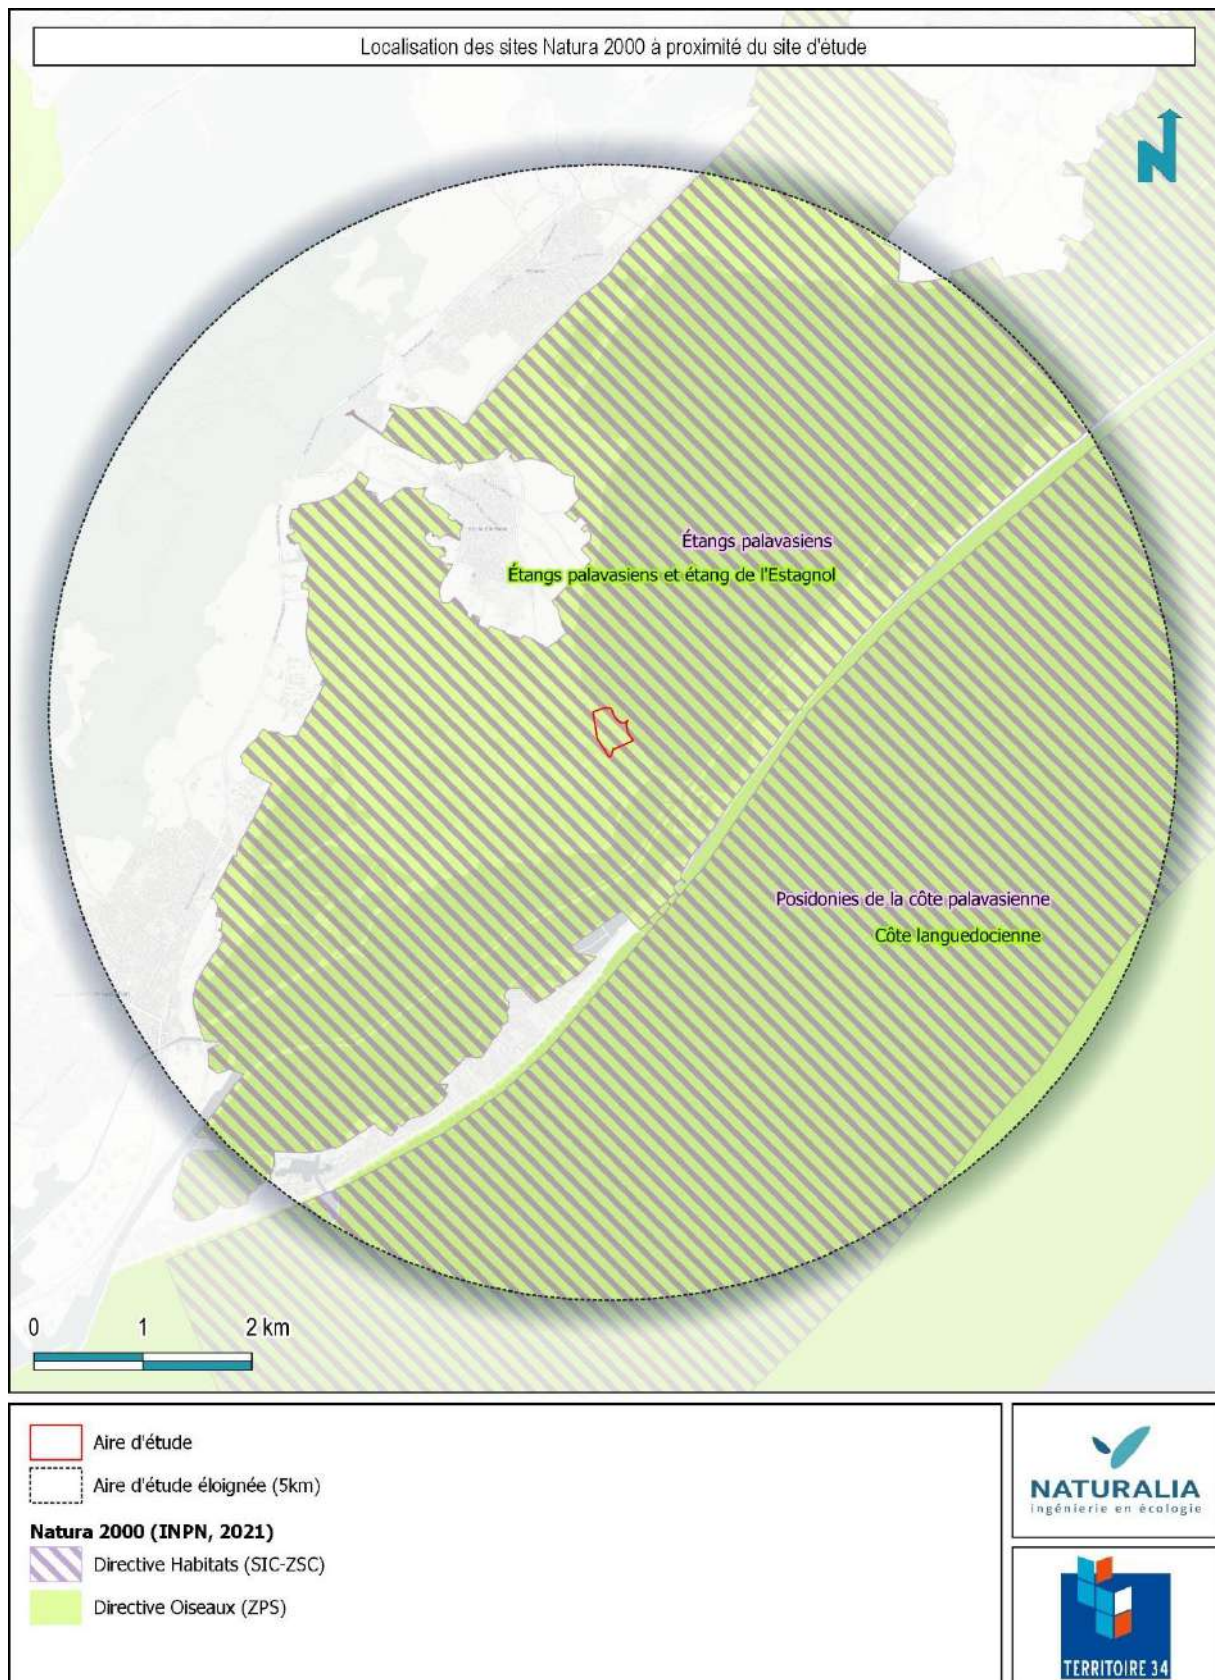 Localisation des sites Natura 2000 à proximité du site d'étude
N
Étangs palavasiens
Étangs palavasiens et étang de l'Estagnol
Posidonies de la côte palavasienne
Côte languedocienne
0 1 2 km
Aire d'étude
Aire d'étude éloignée (5km)
Natura 2000 (INPN, 2021)
Directive Habitats (SIC-ZSC)
Directive Oiseaux (ZPS)
NATURALIA
ingénierie en écologie
TERRITOIRE 34